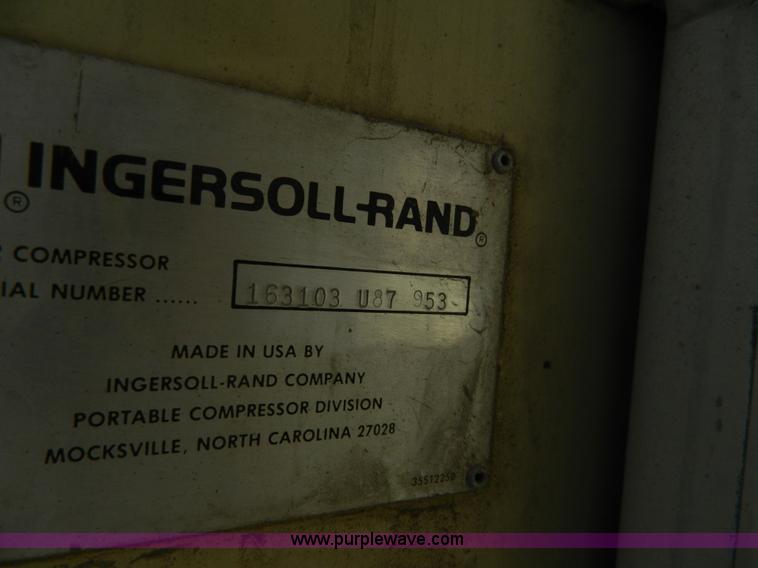 ® INGERSOLL-RAND®
COMPRESSOR
IAL NUMBER ...... 163103 U87 953
MADE IN USA BY
INGERSOLL-RAND COMPANY
PORTABLE COMPRESSOR DIVISION
MOCKSVILLE, NORTH CAROLINA 27028
www.purplewave.com